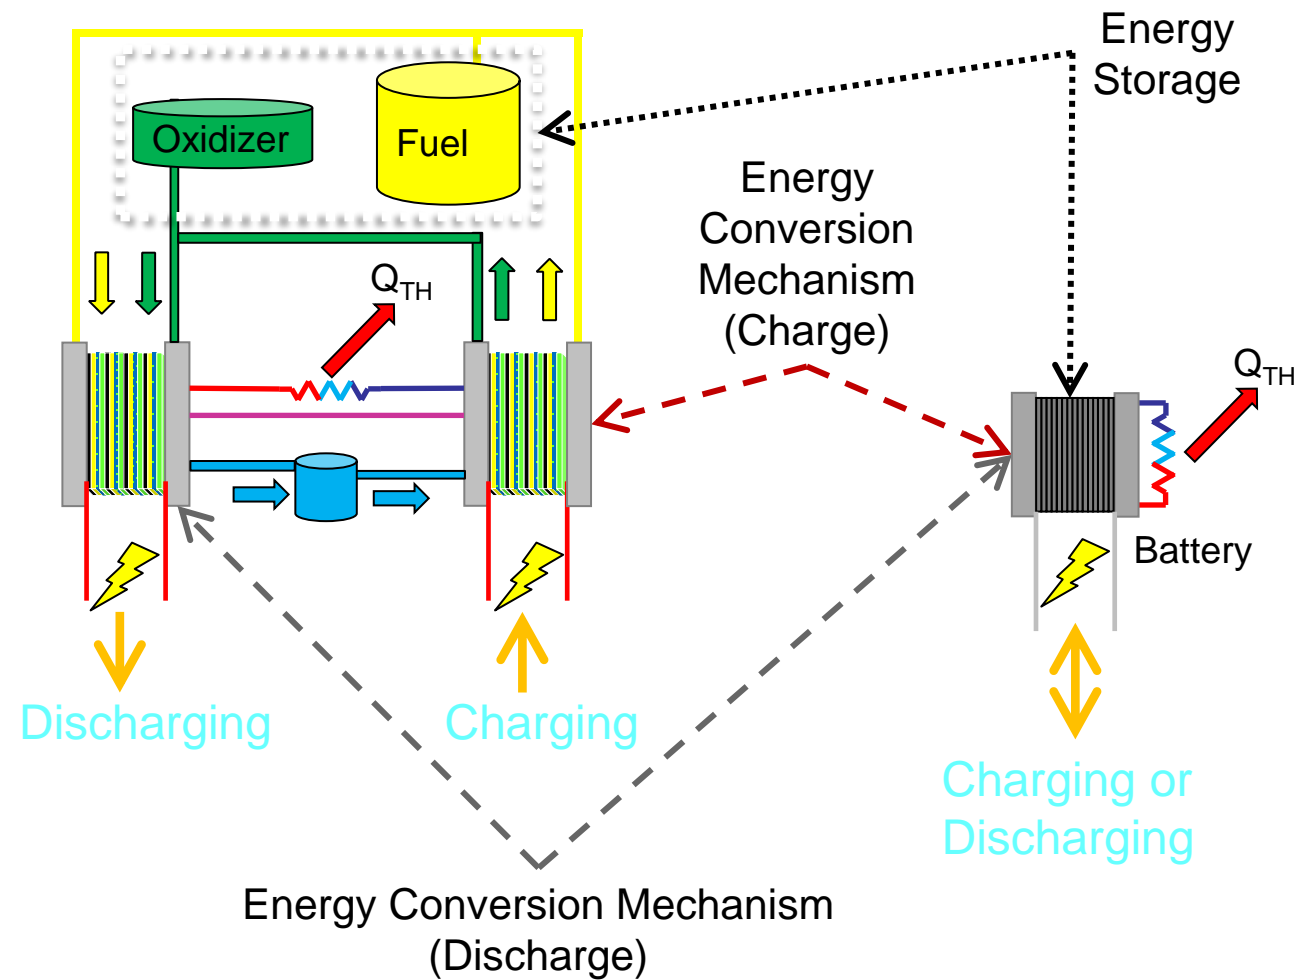 Energy
Storage
Oxidizer
Fuel
Energy
Conversion
Mechanism
(Charge)
QTH
QTH
Battery
Discharging
Charging
Charging or
Discharging
Energy Conversion Mechanism
(Discharge)